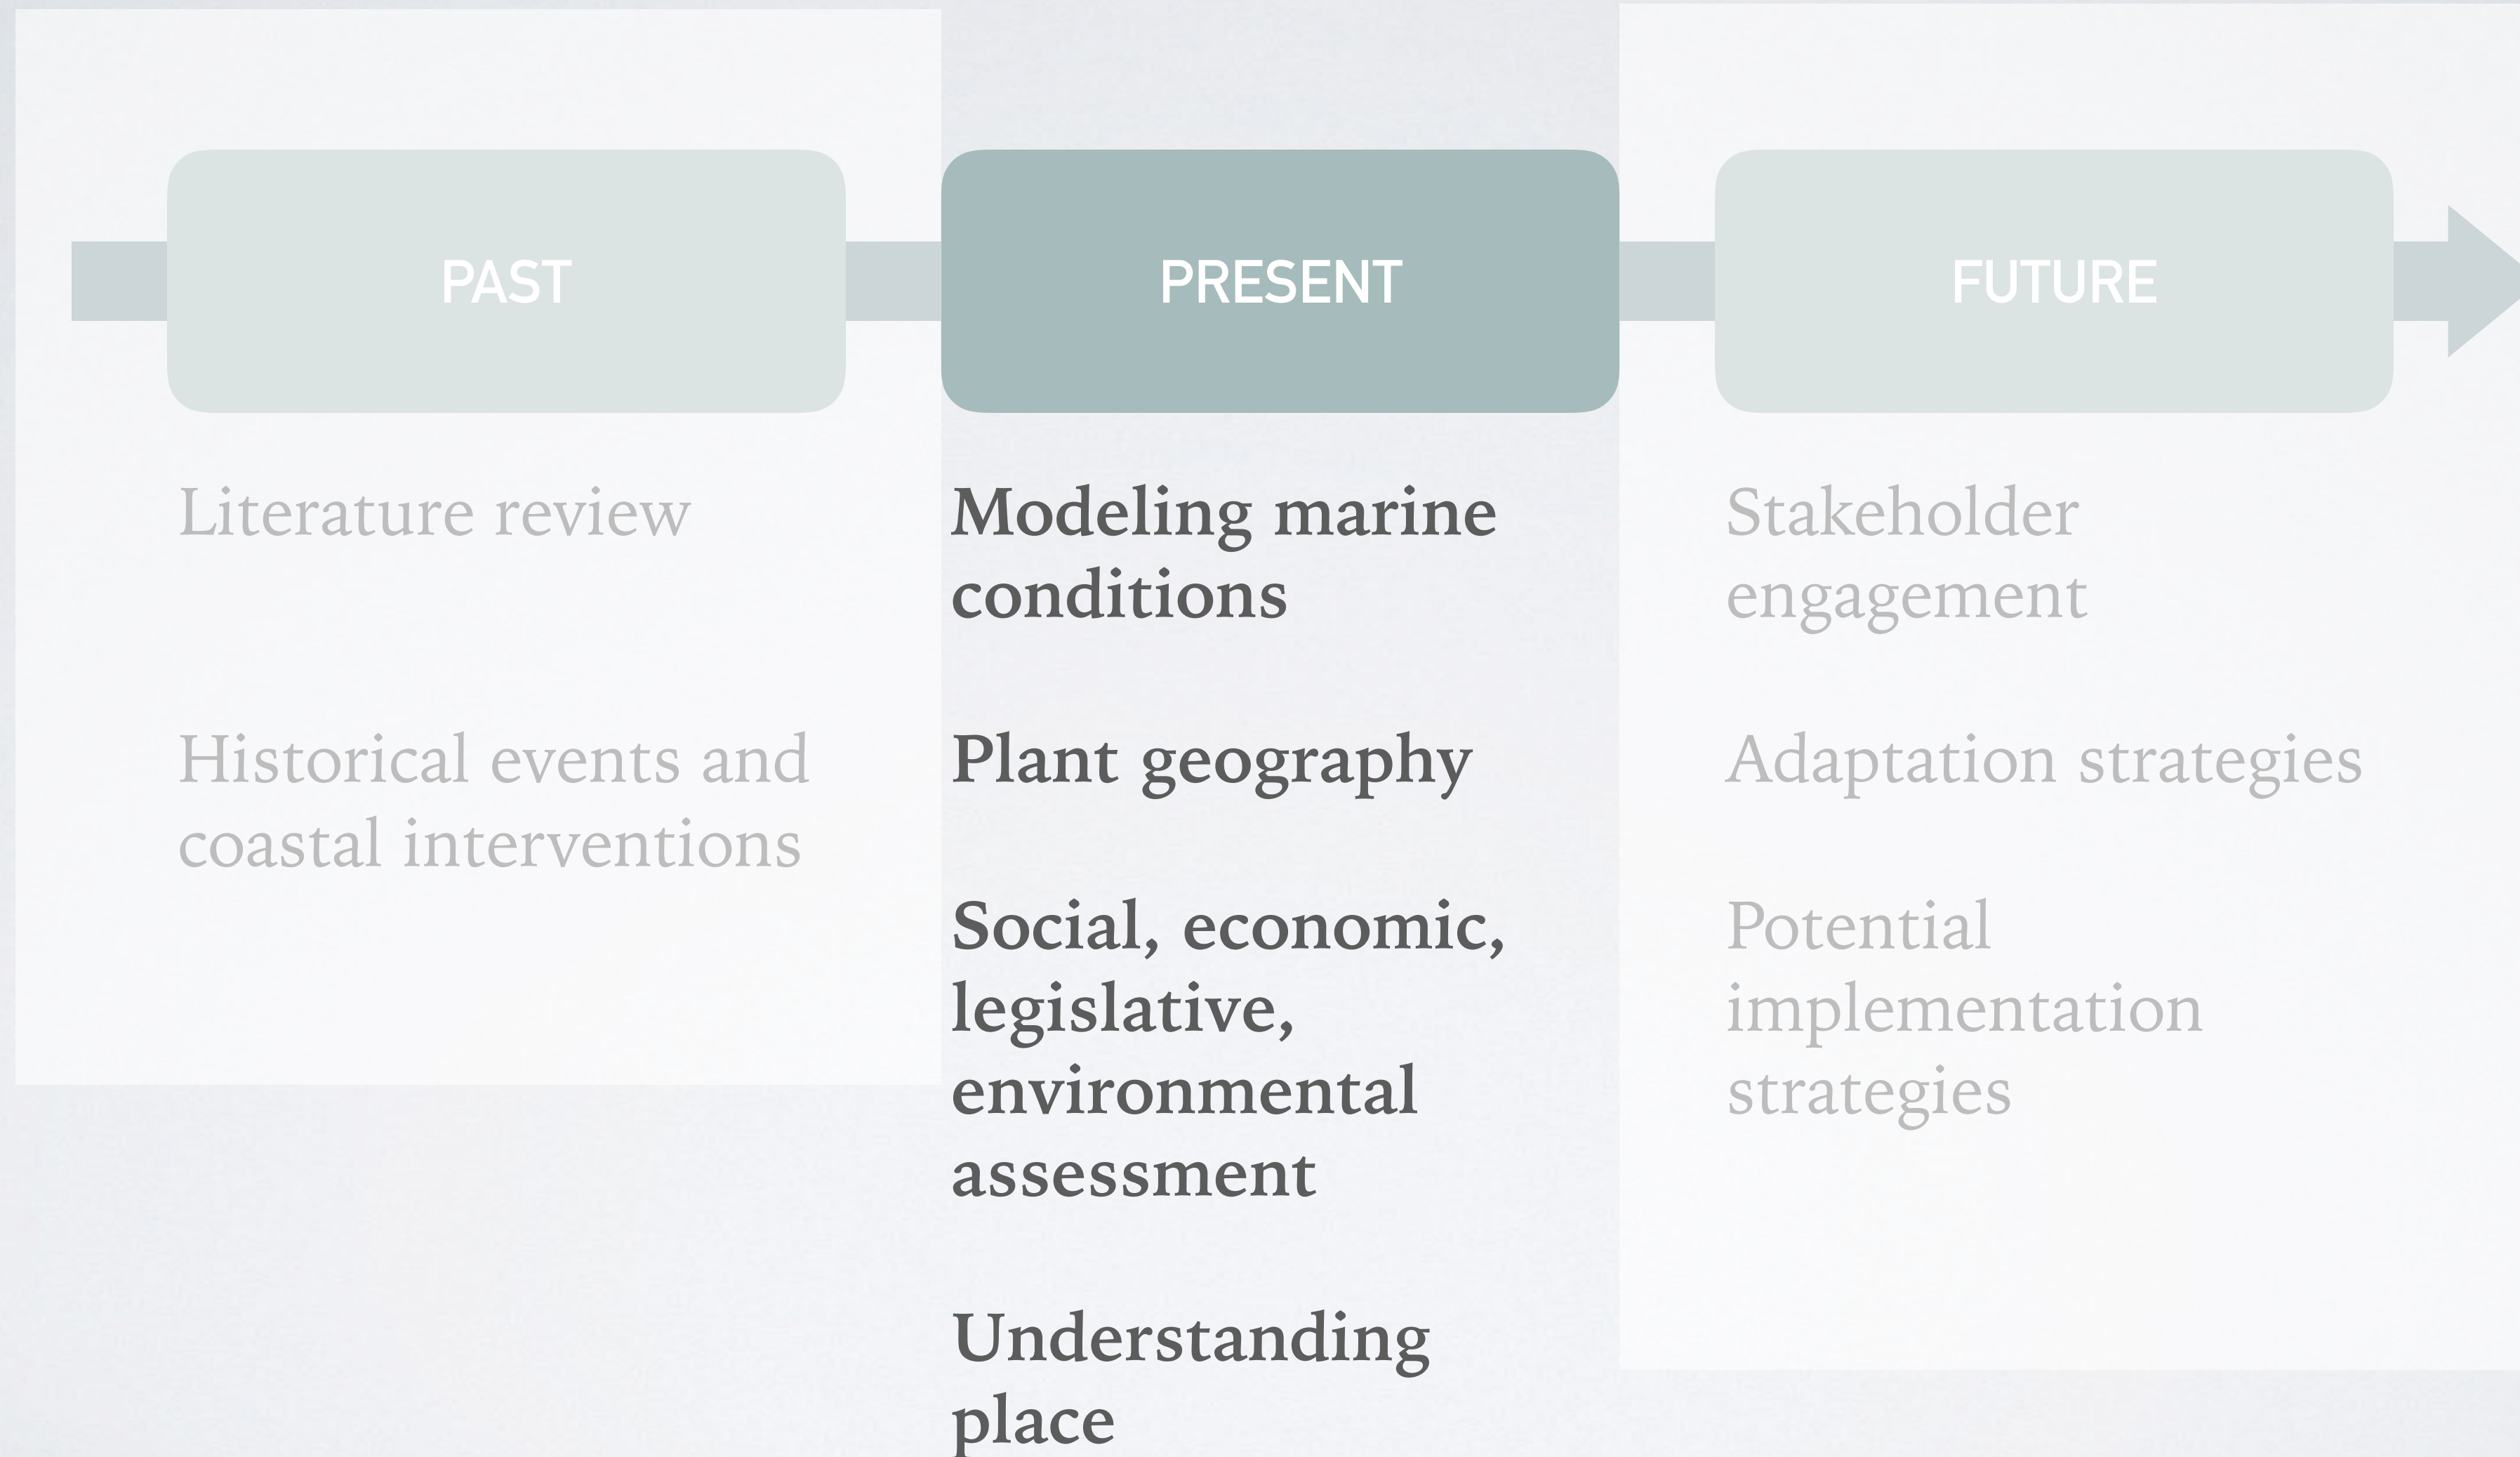 PAST
PRESENT
FUTURE
Literature review
Historical events and
coastal interventions
Modeling marine
conditions
Plant geography
Social, economic,
legislative,
environmental
assessment
Understanding
place
Stakeholder
engagement
Adaptation strategies
Potential
implementation
strategies